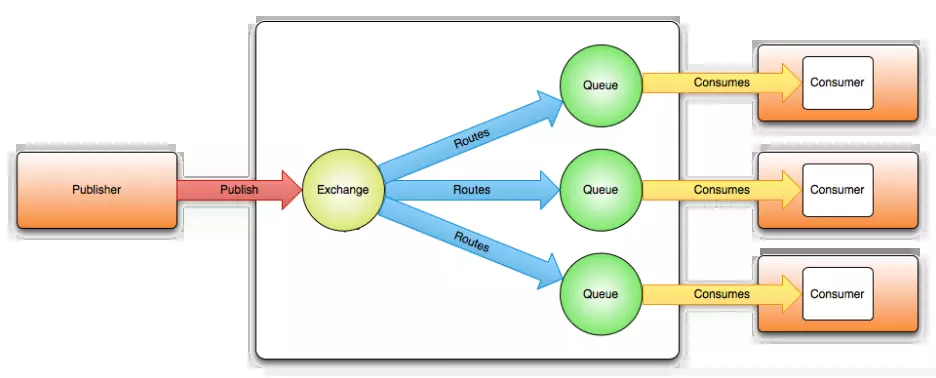 Publisher
Publish
Exchange
Routes
Queue
Consumes
Consumer
Routes
Queue
Consumes
Consumer
Routes
Queue
Consumes
Consumer